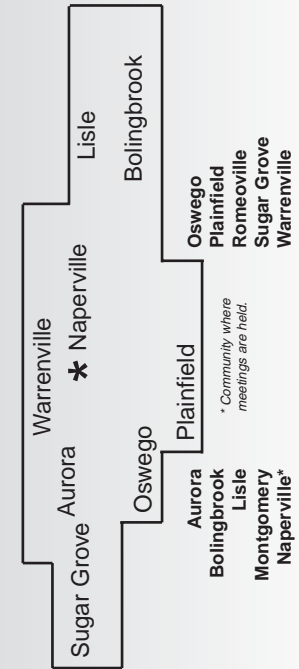 Warrenville
Lisle
Sugar Grove
Aurora
* Naperville
Oswego
Bolingbrook
Plainfield
Aurora
Bolingbrook
Lisle
Montgomery
Naperville*
* Community where
meetings are held.
Oswego
Plainfield
Romeoville
Sugar Grove
Warrenville